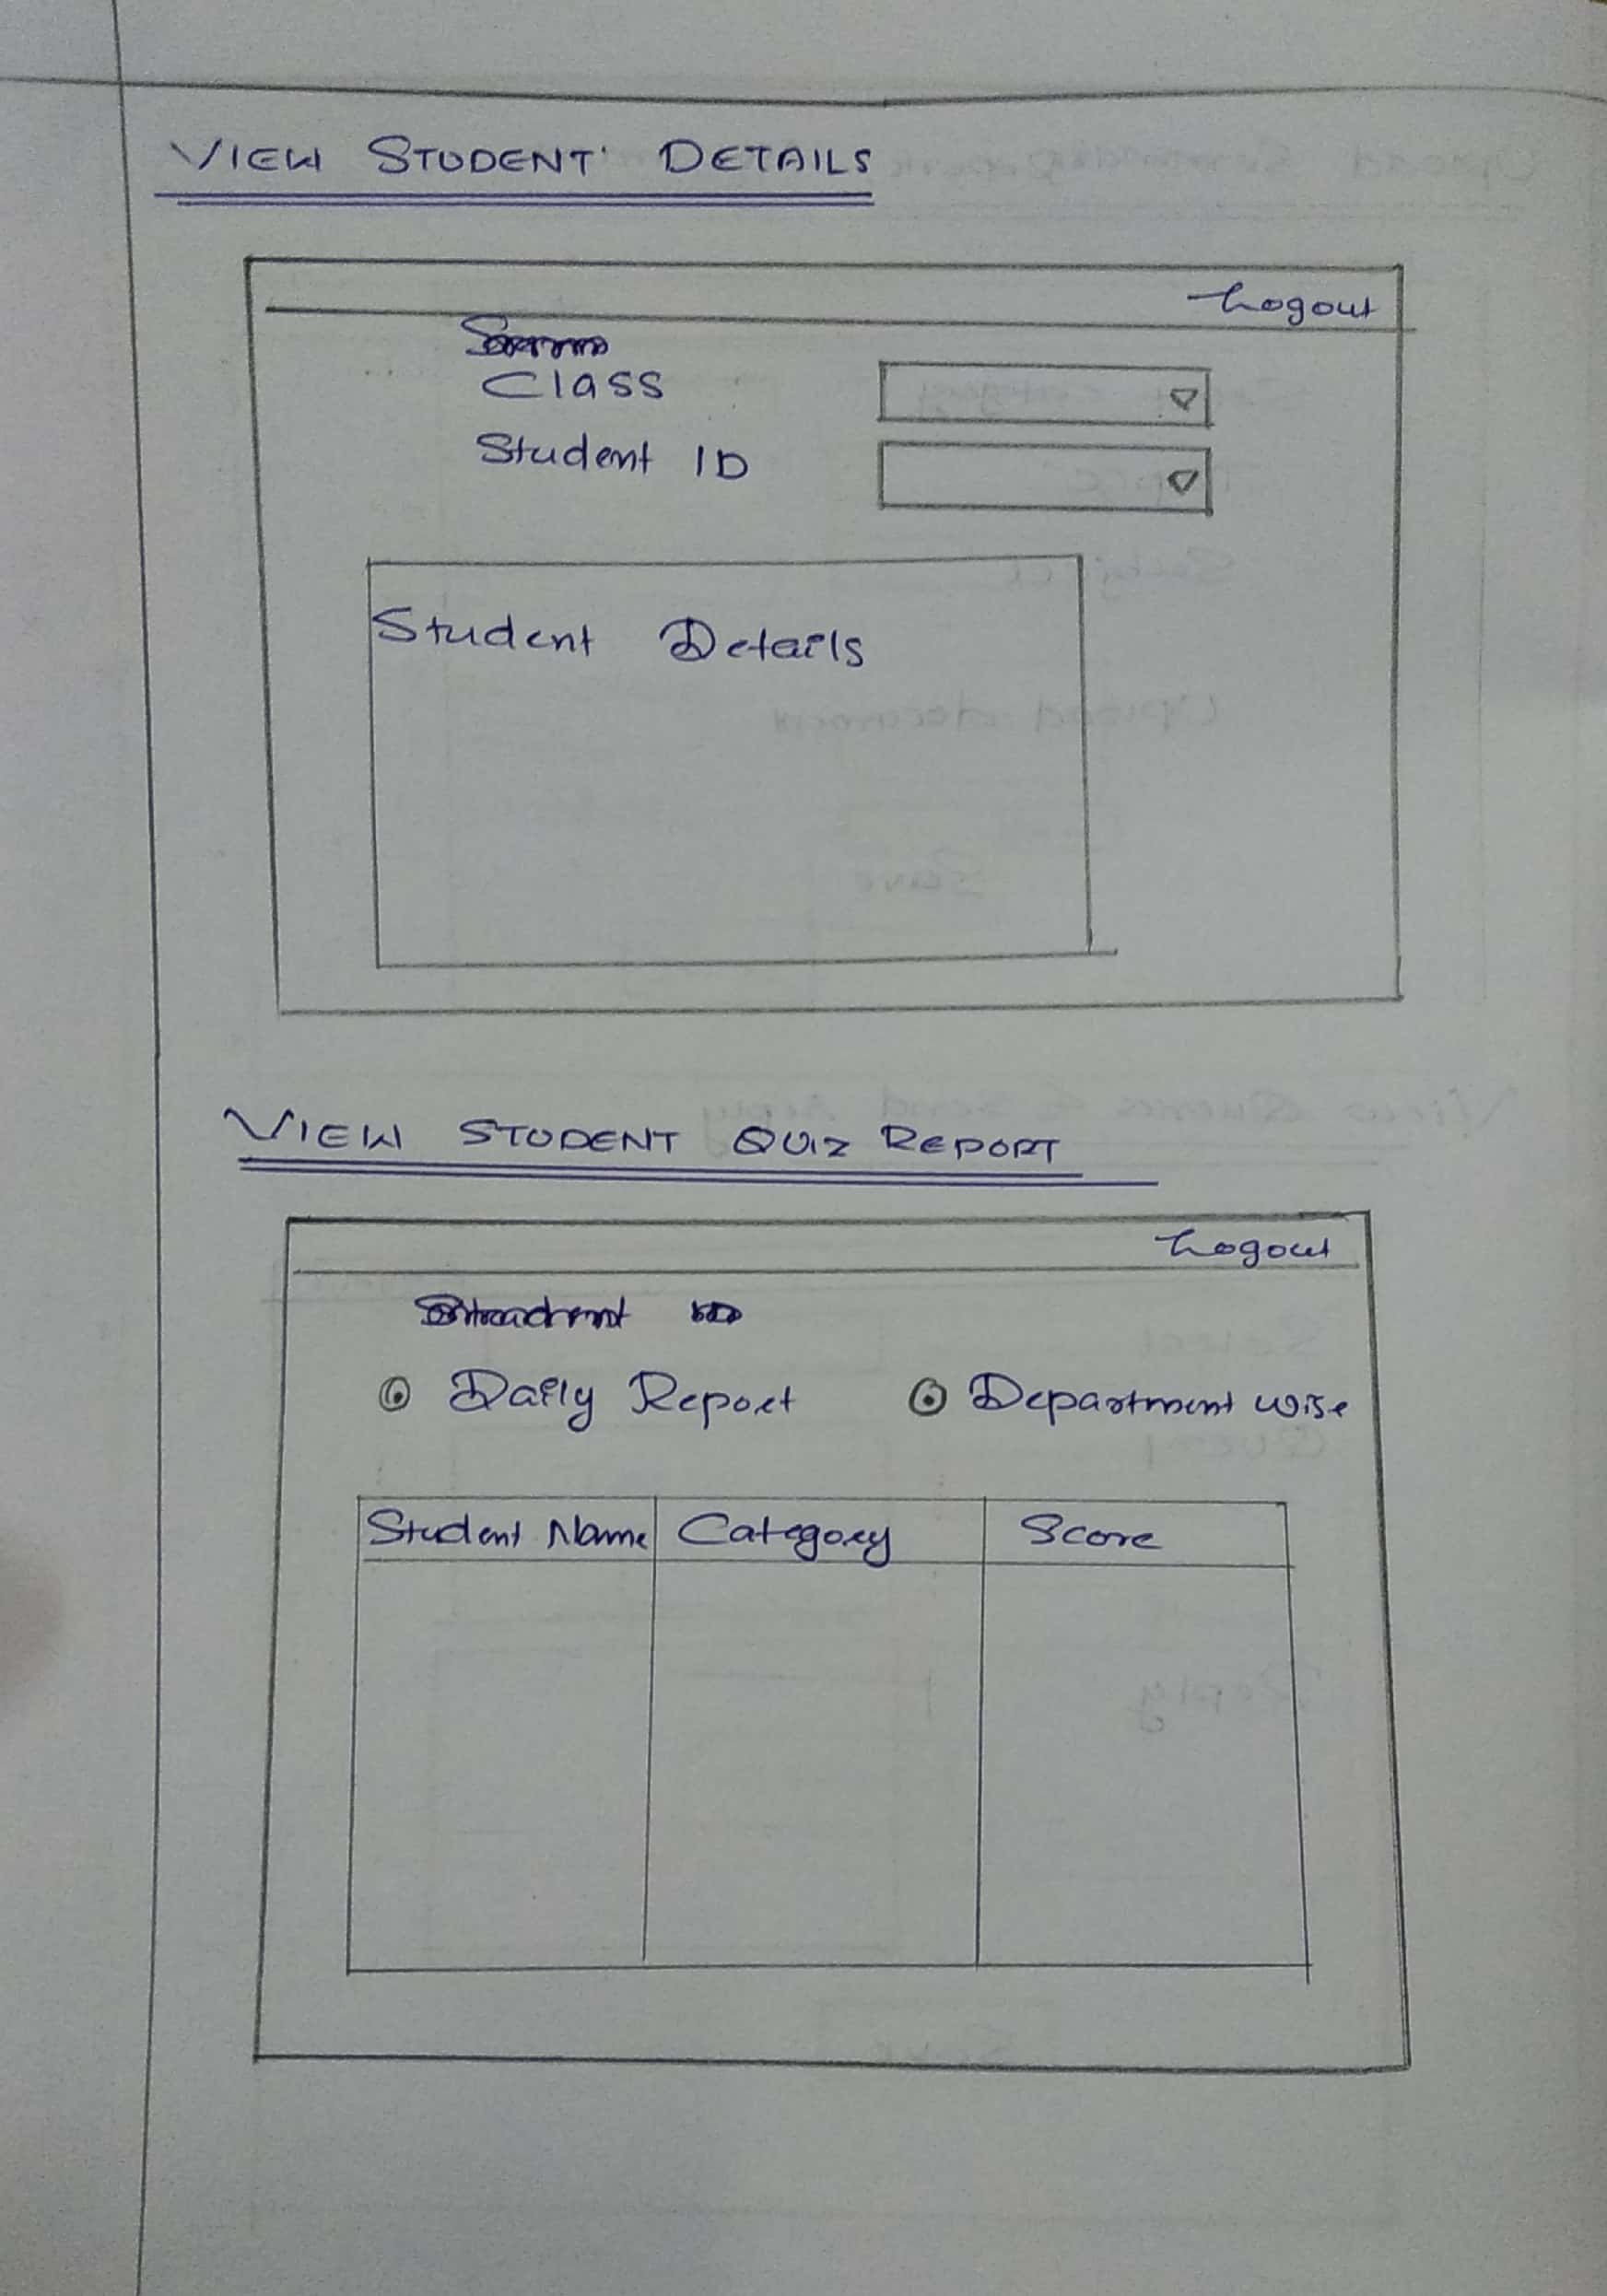 VIEW STUDENT DETAILS
Logout
Class
Student ID
Student Details
VIEW STUDENT QUIZ REPORT
Logout
Daily Report Department wise
Student Name Category Score